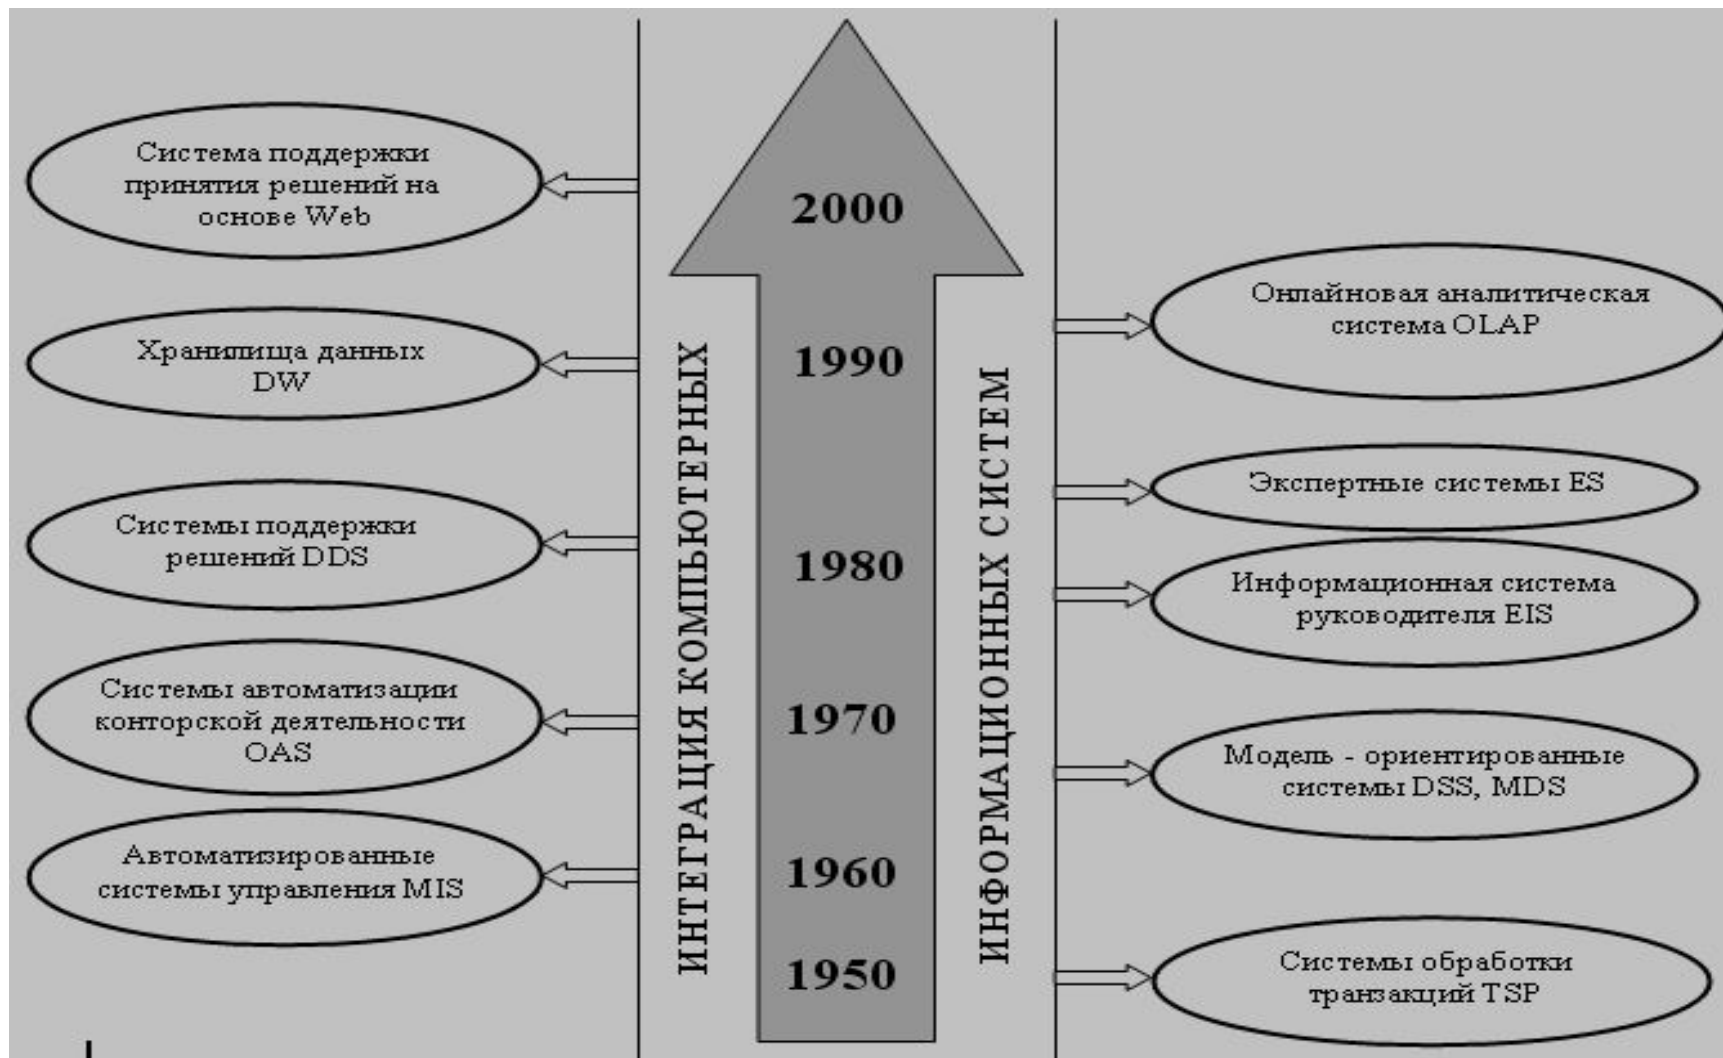 Система поддержки
принятия решений на
основе Web
Хранилища данных
DW
Системы поддержки
решений DDS
Системы автоматизации
конторской деятельности
OAS
Автоматизированные
системы управления MIS
ИНТЕГРАЦИЯ КОМПЬЮТЕРНЫХ
2000
1990
1980
1970
1960
1950
ИНФОРМАЦИОННЫХ СИСТЕМ
Онлайновая аналитическая
система OLAP
Экспертные системы ES
Информационная система
руководителя EIS
Модель - ориентированные
системы DSS, MDS
Системы обработки
транзакций TSP